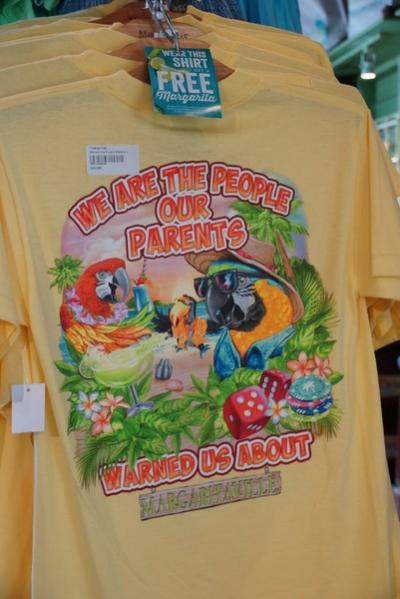 WEAR THIS
SHIRT
FREE
Margarita
WE ARE THE PEOPLE
OUR
PARENTS
WARNED US ABOUT
MARGARITAVILLE